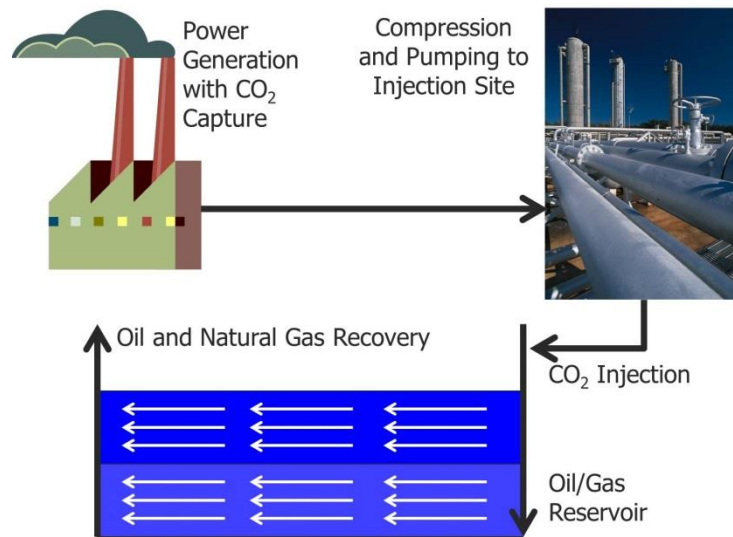 Power
Generation
with CO₂
Capture
Compression
and Pumping to
Injection Site
Oil and Natural Gas Recovery
CO₂ Injection
Oil/Gas
Reservoir